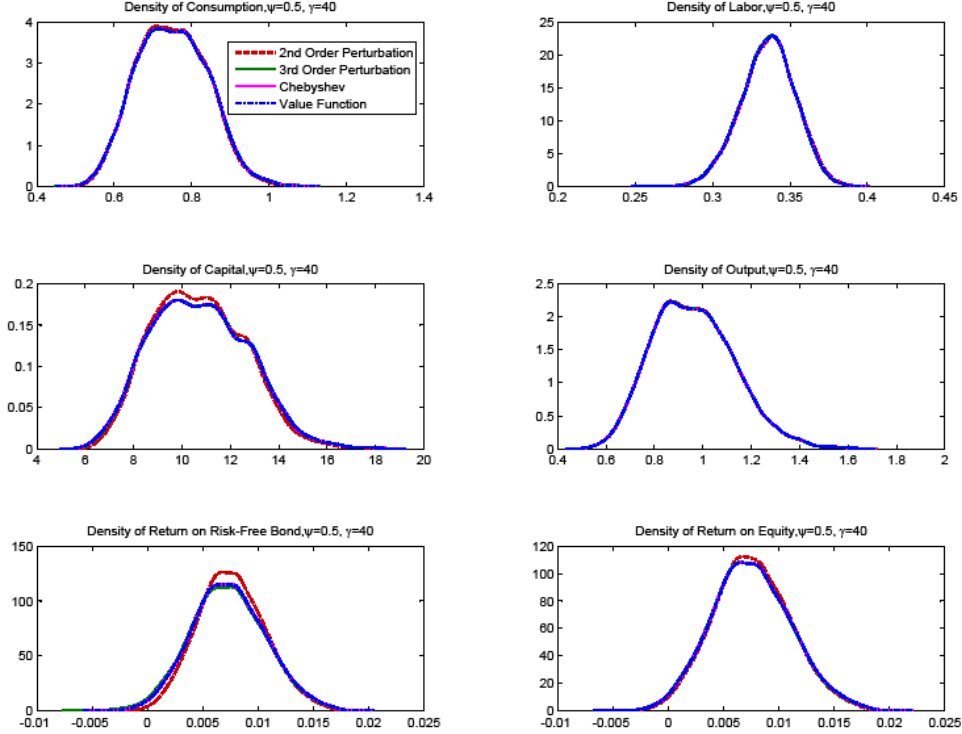 Density of Consumption,ψ=0.5, γ=40
4
3
2
1
0
0.4 0.6 0.8 1 1.2 1.4
2nd Order Perturbation
3rd Order Perturbation
Chebyshev
Value Function
Density of Labor,ψ=0.5, γ=40
25
20
15
10
5
0
0.2 0.25 0.3 0.35 0.4 0.45
Density of Capital,ψ=0.5, γ=40
0.2
0.15
0.1
0.05
0
4 6 8 10 12 14 16 18 20
Density of Output,ψ=0.5, γ=40
2.5
2
1.5
1
0.5
0
0.4 0.6 0.8 1 1.2 1.4 1.6 1.8 2
Density of Return on Risk-Free Bond,ψ=0.5, γ=40
150
100
50
0
-0.01 -0.005 0 0.005 0.01 0.015 0.02 0.025
Density of Return on Equity,ψ=0.5, γ=40
120
100
80
60
40
20
0
-0.01 -0.005 0 0.005 0.01 0.015 0.02 0.025